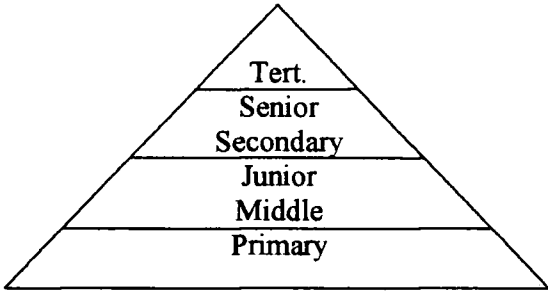 Tert.
Senior
Secondary
Junior
Middle
Primary